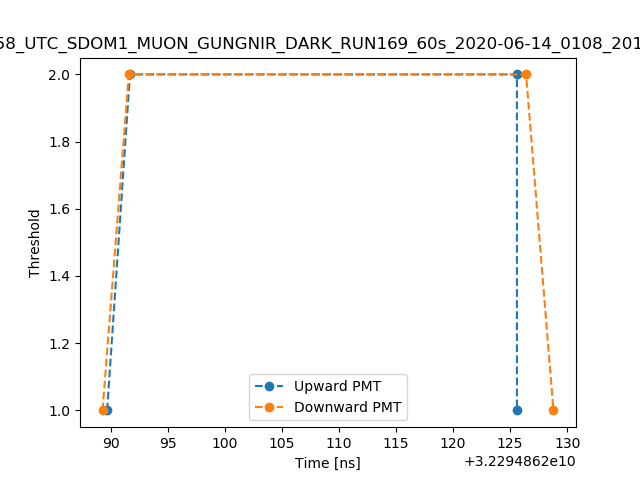 58_UTC_SDOM1_MUON_GUNGNIR_DARK_RUN169_60s_2020-06-14_0108_201
2.0
1.8
1.6
1.4
1.2
1.0
Threshold
Upward PMT
Downward PMT
90 95 100 105 110 115 120 125 130
Time [ns]
+3.2294862e10